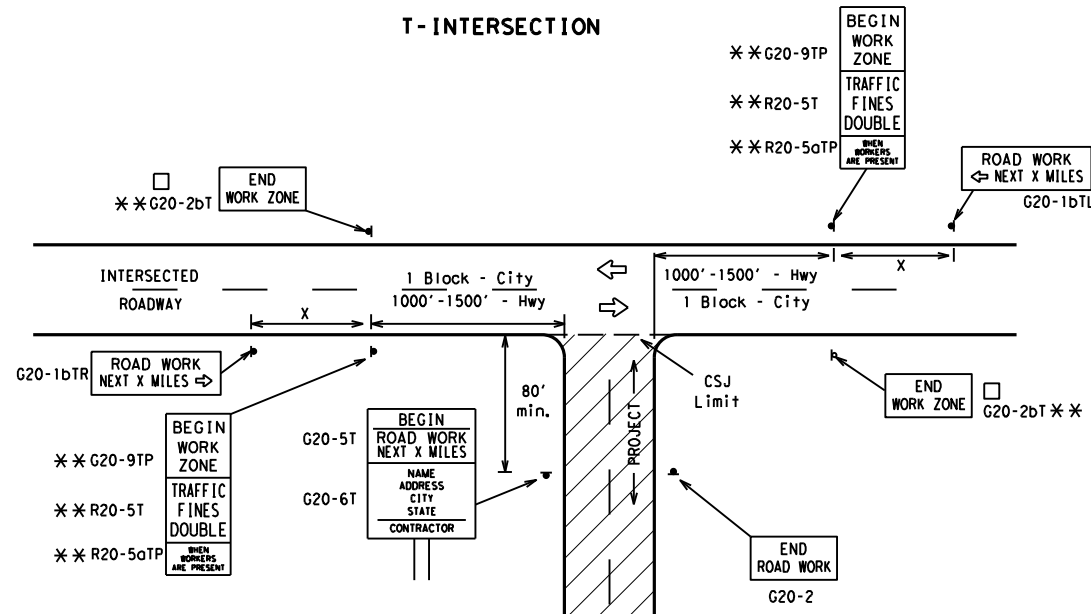 T-INTERSECTION
BEGIN
WORK
ZONE
TRAFFIC
FINES
DOUBLE
WHEN
WORKERS
ARE PRESENT
**G20-9TP
**R20-5T
**R20-5aTP
ROAD WORK
⇦ NEXT X MILES
G20-1bTL
□
**G20-2bT
END
WORK ZONE
INTERSECTED
ROADWAY
1 Block - City
1000'-1500' - Hwy
X
1000'-1500' - Hwy
1 Block - City
X
G20-1bTR
ROAD WORK
NEXT X MILES ⇨
80'
min.
CSJ
Limit
PROJECT
END
WORK ZONE
□
G20-2bT **
BEGIN
WORK
ZONE
TRAFFIC
FINES
DOUBLE
WHEN
WORKERS
ARE PRESENT
**G20-9TP
**R20-5T
**R20-5aTP
G20-5T
G20-6T
BEGIN
ROAD WORK
NEXT X MILES
NAME
ADDRESS
CITY
STATE
CONTRACTOR
END
ROAD WORK
G20-2